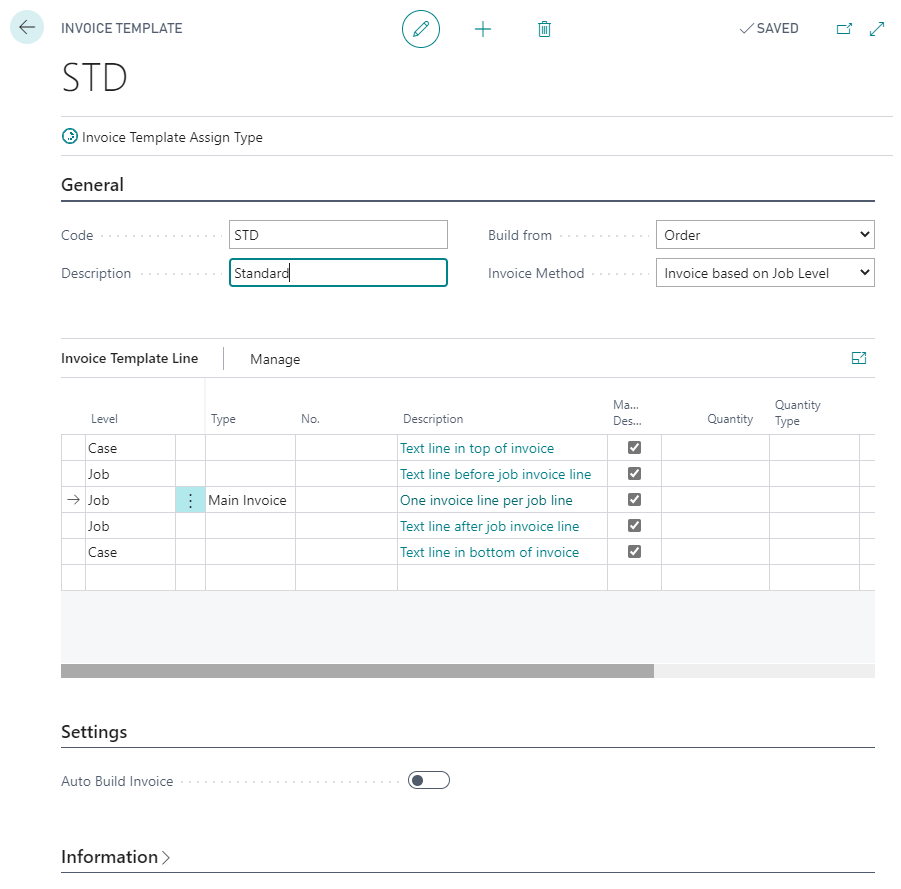 INVOICE TEMPLATE
SAVED
STD
Invoice Template Assign Type
General
Code STD Build from Order
Description Standard Invoice Method Invoice based on Job Level
Invoice Template Line Manage
Level Type No. Description Ma... Des... Quantity Quantity Type
Case Text line in top of invoice
Job Text line before job invoice line
Job Main Invoice One invoice line per job line
Job Text line after job invoice line
Case Text line in bottom of invoice
Settings
Auto Build Invoice
Information